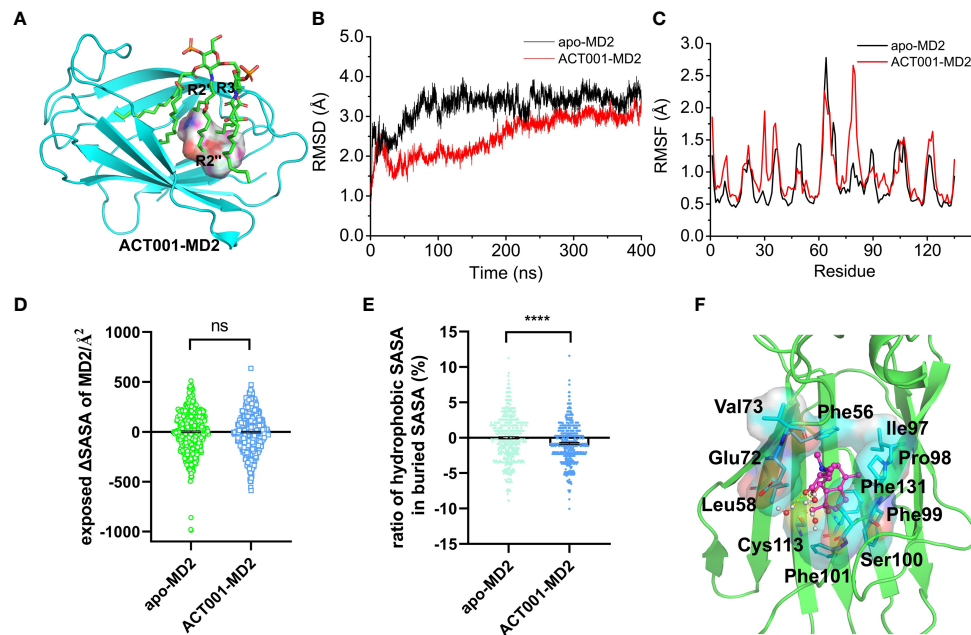 A
R2'
R3
R2''
ACT001-MD2
B
apo-MD2
ACT001-MD2
RMSD (Å)
5.0
4.0
3.0
2.0
1.0
0.0
0
100
200
300
400
Time (ns)
C
apo-MD2
ACT001-MD2
RMSF (Å)
3.0
2.5
2.0
1.5
1.0
0.5
0.0
0
30
60
90
120
Residue
D
ns
exposed ΔSASA of MD2/Å²
1000
500
0
-500
-1000
apo-MD2
ACT001-MD2
E
****
ratio of hydrophobic SASA
in buried SASA (%)
15
10
5
0
-5
-10
-15
apo-MD2
ACT001-MD2
F
Val73
Phe56
Ile97
Glu72
Pro98
Phe131
Leu58
Phe99
Cys113
Ser100
Phe101